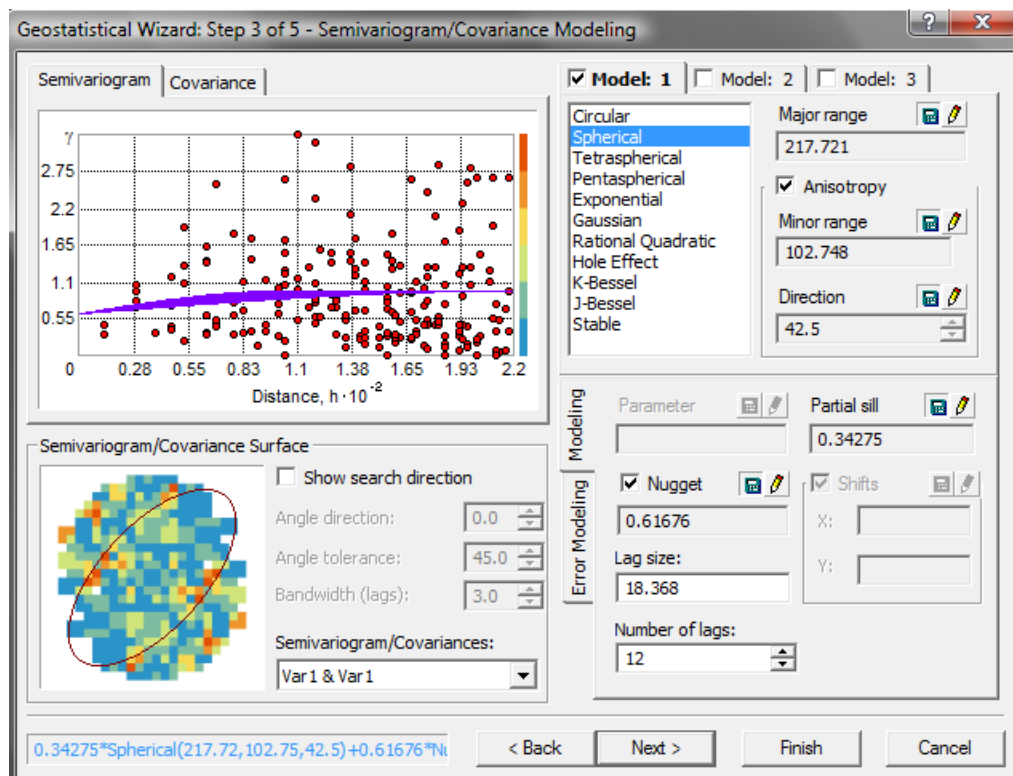 Geostatistical Wizard: Step 3 of 5 - Semivariogram/Covariance Modeling
? X
Semivariogram Covariance
γ
2.75
2.2
1.65
1.1
0.55
0
0 0.28 0.55 0.83 1.1 1.38 1.65 1.93 2.2
Distance, h · 10⁻²
Model: 1 Model: 2 Model: 3
Circular
Spherical
Tetraspherical
Pentaspherical
Exponential
Gaussian
Rational Quadratic
Hole Effect
K-Bessel
J-Bessel
Stable
Major range
217.721
Anisotropy
Minor range
102.748
Direction
42.5
Semivariogram/Covariance Surface
Show search direction
Angle direction: 0.0
Angle tolerance: 45.0
Bandwidth (lags): 3.0
Semivariogram/Covariances:
Var1 & Var1
Modeling
Error Modeling
Parameter
Partial sill
0.34275
Nugget
0.61676
Shifts
X:
Y:
Lag size:
18.368
Number of lags:
12
0.34275*Spherical(217.72,102.75,42.5)+0.61676*Nu
< Back Next > Finish Cancel